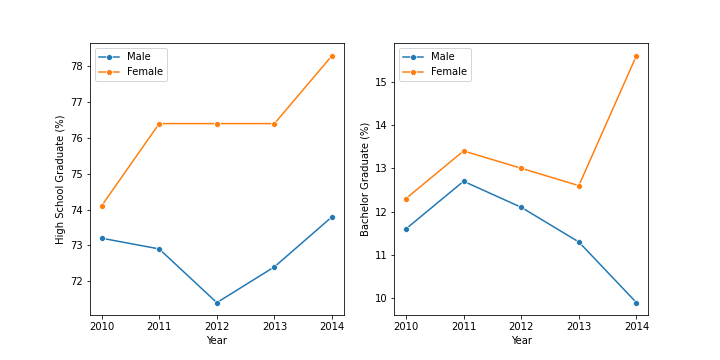 Male
Female
High School Graduate (%)
78
77
76
75
74
73
72
2010 2011 2012 2013 2014
Year
Male
Female
Bachelor Graduate (%)
15
14
13
12
11
10
2010 2011 2012 2013 2014
Year